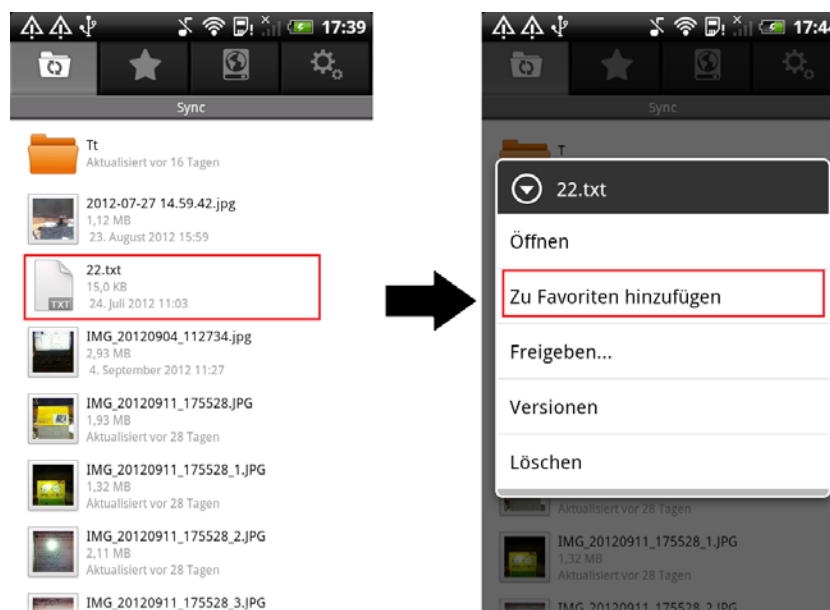 17:39
Sync
Tt
Aktualisiert vor 16 Tagen
2012-07-27 14.59.42.jpg
1,12 MB
23. August 2012 15:59
22.txt
15,0 KB
24. Juli 2012 11:03
TXT
IMG_20120904_112734.jpg
2,93 MB
4. September 2012 11:27
IMG_20120911_175528.JPG
1,93 MB
Aktualisiert vor 28 Tagen
IMG_20120911_175528_1.JPG
1,32 MB
Aktualisiert vor 28 Tagen
IMG_20120911_175528_2.JPG
2,11 MB
Aktualisiert vor 28 Tagen
IMG_20120911_175528_3.JPG
17:44
Sync
T
22.txt
Öffnen
Zu Favoriten hinzufügen
Freigeben...
Versionen
Löschen
Aktualisiert vor 28 Tagen
IMG_20120911_175528_1.JPG
1,32 MB
Aktualisiert vor 28 Tagen
IMG_20120911_175528_2.JPG